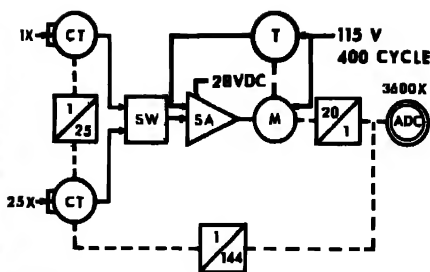 1X
CT
T
115 V
400 CYCLE
28VDC
3600X
1
25
SW
SA
M
20
1
ADC
25X
CT
1
144